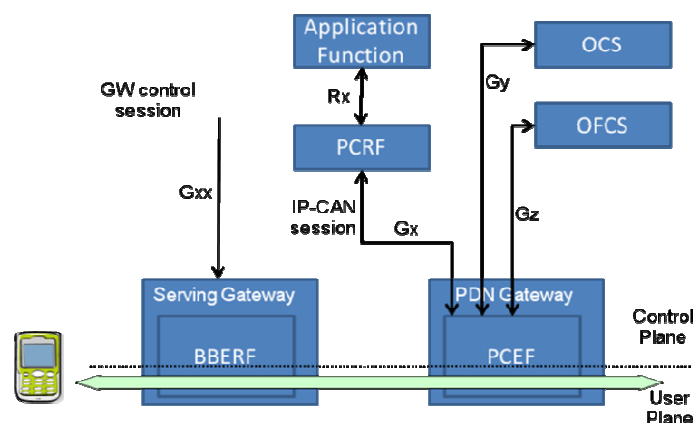 Application
Function
OCS
GW control
session
Rx
Gy
PCRF
OFCS
Gxx
IP-CAN
session
Gx
Gz
Serving Gateway
PDN Gateway
Control
Plane
BBERF
PCEF
User
Plane